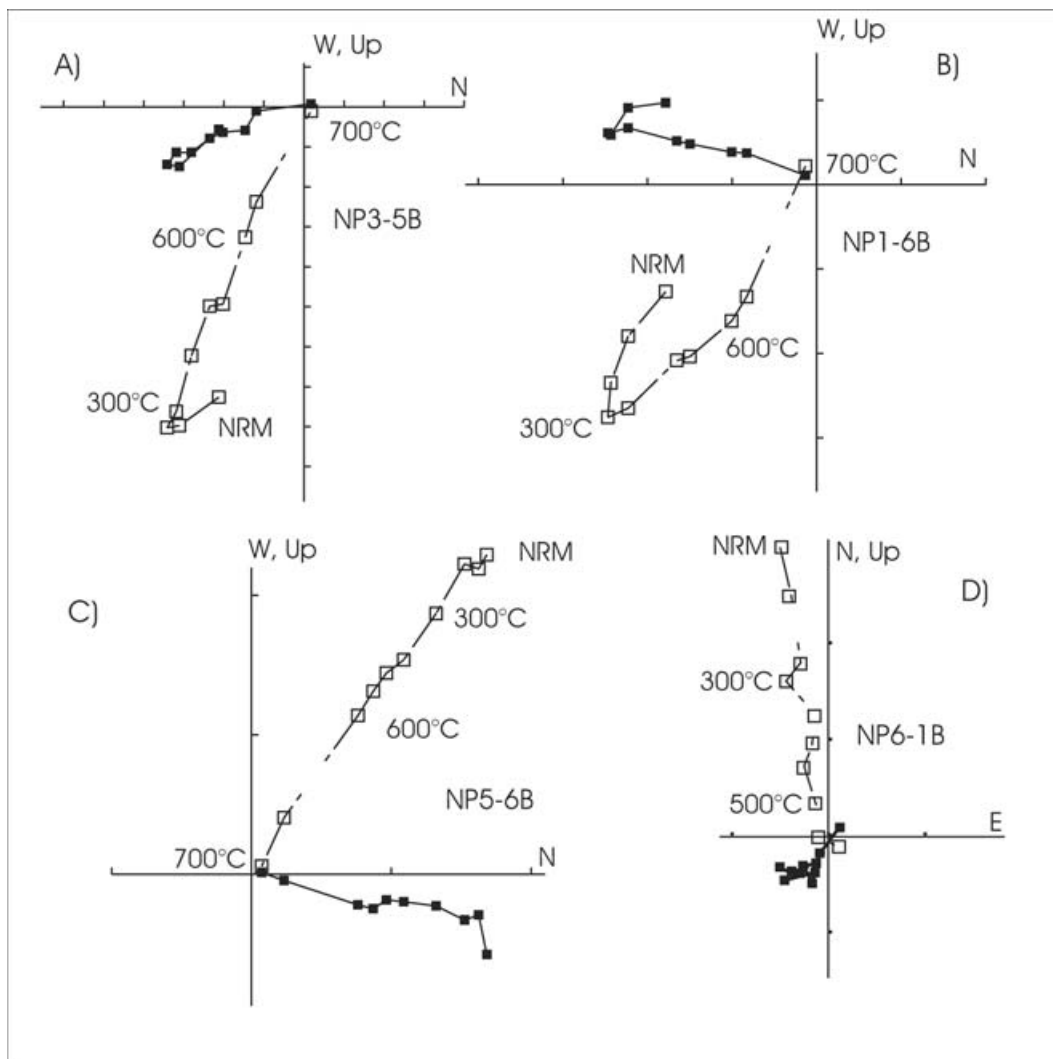 A)
W, Up
N
700°C
600°C
NP3-5B
300°C
NRM
B)
W, Up
700°C
N
NP1-6B
NRM
600°C
300°C
C)
W, Up
NRM
300°C
600°C
NP5-6B
700°C
N
D)
NRM
N, Up
300°C
NP6-1B
500°C
E